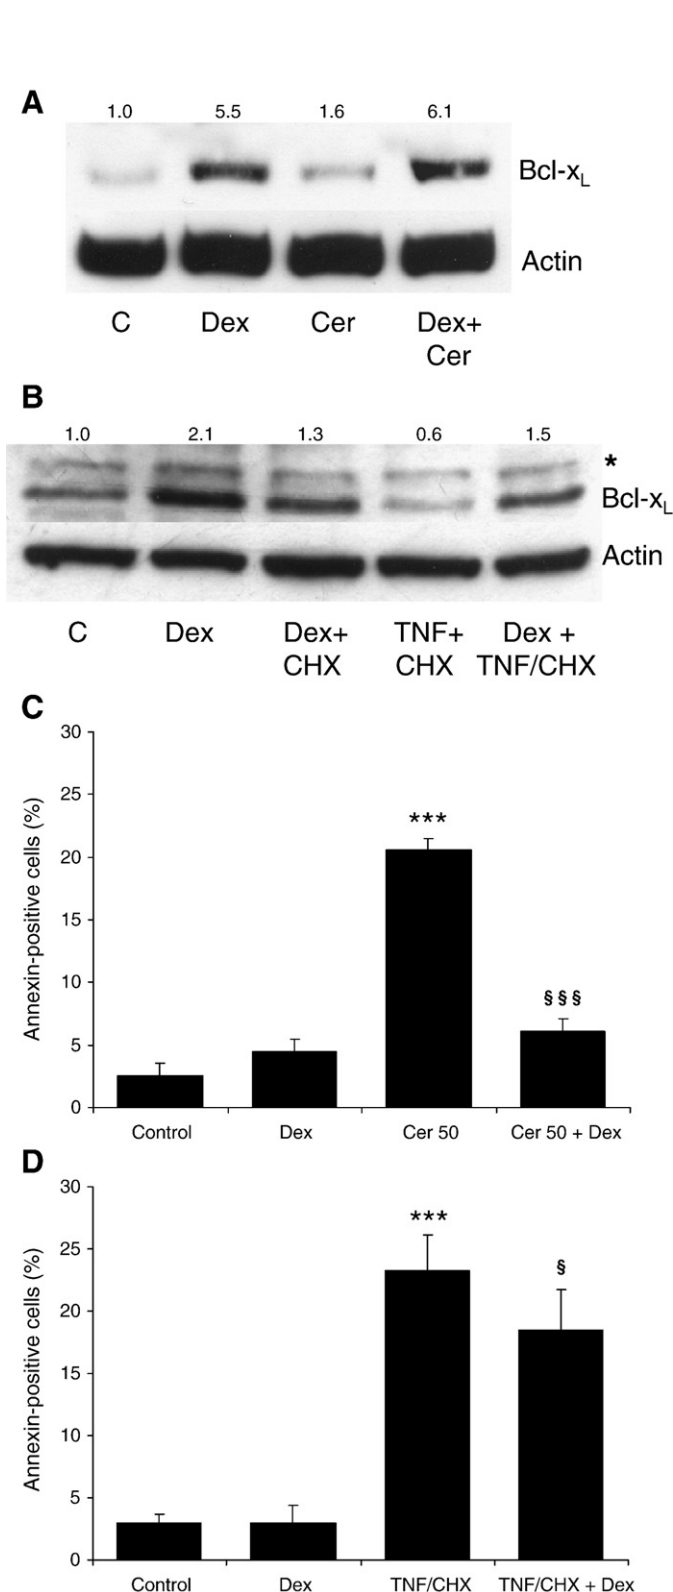 A
1.0 5.5 1.6 6.1
Bcl-xL
Actin
C Dex Cer Dex+
Cer
B
1.0 2.1 1.3 0.6 1.5
*
Bcl-xL
Actin
C Dex Dex+ TNF+ Dex +
CHX CHX TNF/CHX
C
30
***
25
20
15
10
§§§
5
0
Annexin-positive cells (%)
Control Dex Cer 50 Cer 50 + Dex
D
30
***
25
§
20
15
10
5
0
Annexin-positive cells (%)
Control Dex TNF/CHX TNF/CHX + Dex